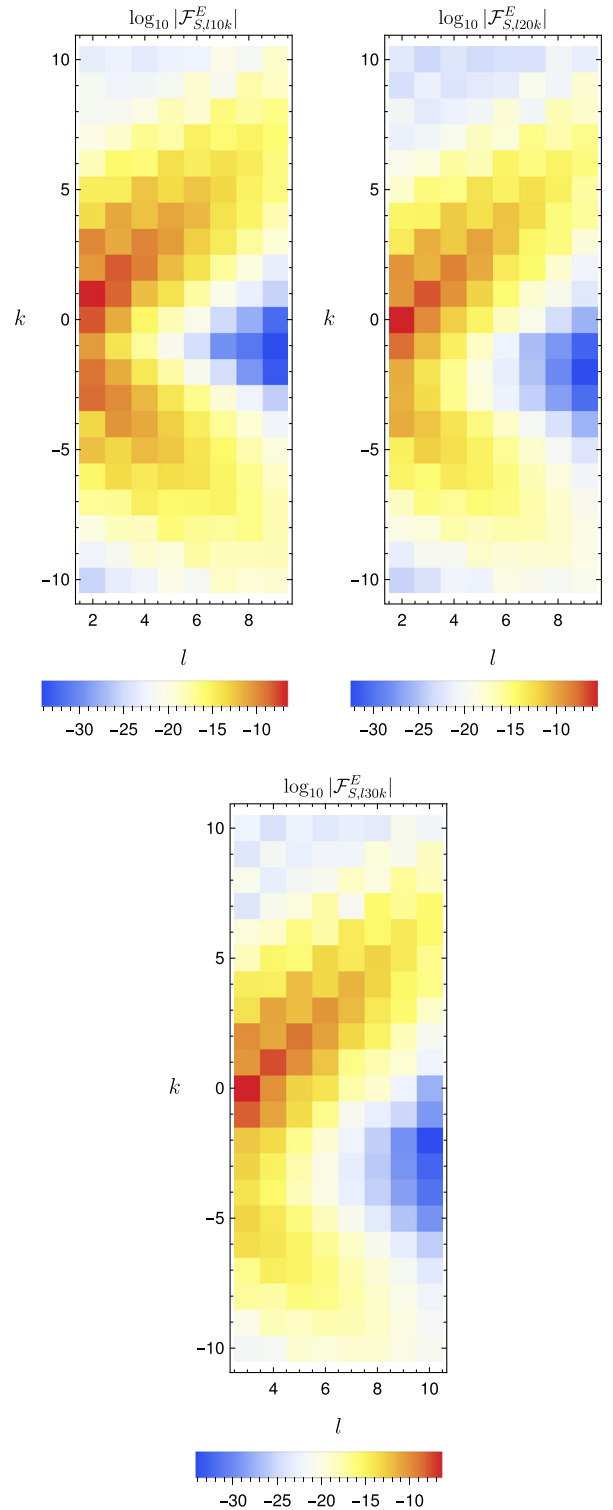 log₁₀ |ℱ^E_{S,l10k}|
log₁₀ |ℱ^E_{S,l20k}|
10
5
k
0
−5
−10
2 4 6 8
l
10
5
k
0
−5
−10
2 4 6 8
l
−30 −25 −20 −15 −10
−30 −25 −20 −15 −10
log₁₀ |ℱ^E_{S,l30k}|
10
5
k
0
−5
−10
4 6 8 10
l
−30 −25 −20 −15 −10